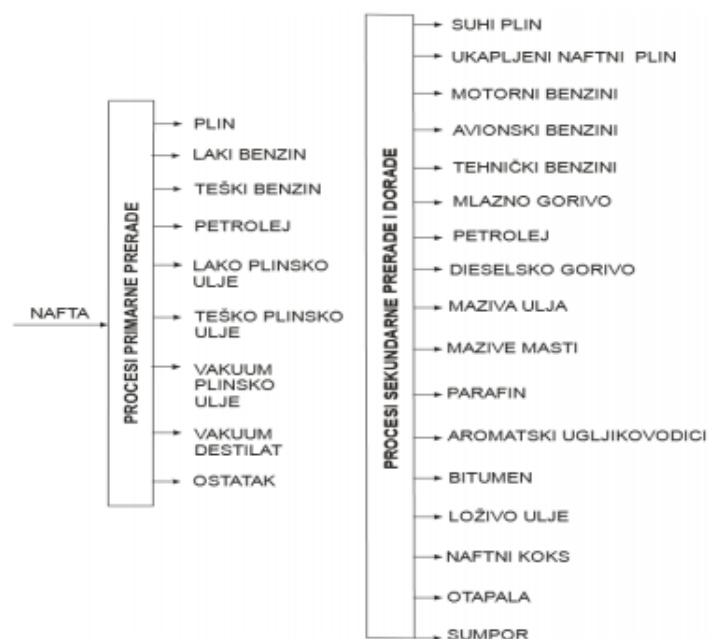 NAFTA
PROCESI PRIMARNE PRERADE
PLIN
LAKI BENZIN
TEŠKI BENZIN
PETROLEJ
LAKO PLINSKO
ULJE
TEŠKO PLINSKO
ULJE
VAKUUM
PLINSKO
ULJE
VAKUUM
DESTILAT
OSTATAK
PROCESI SEKUNDARNE PRERADE I DORADE
SUHI PLIN
UKAPLJENI NAFTNI PLIN
MOTORNI BENZINI
AVIONSKI BENZINI
TEHNIČKI BENZINI
MLAZNO GORIVO
PETROLEJ
DIESELSKO GORIVO
MAZIVA ULJA
MAZIVE MASTI
PARAFIN
AROMATSKI UGLJIKOVODICI
BITUMEN
LOŽIVO ULJE
NAFTNI KOKS
OTAPALA
SUMPOR